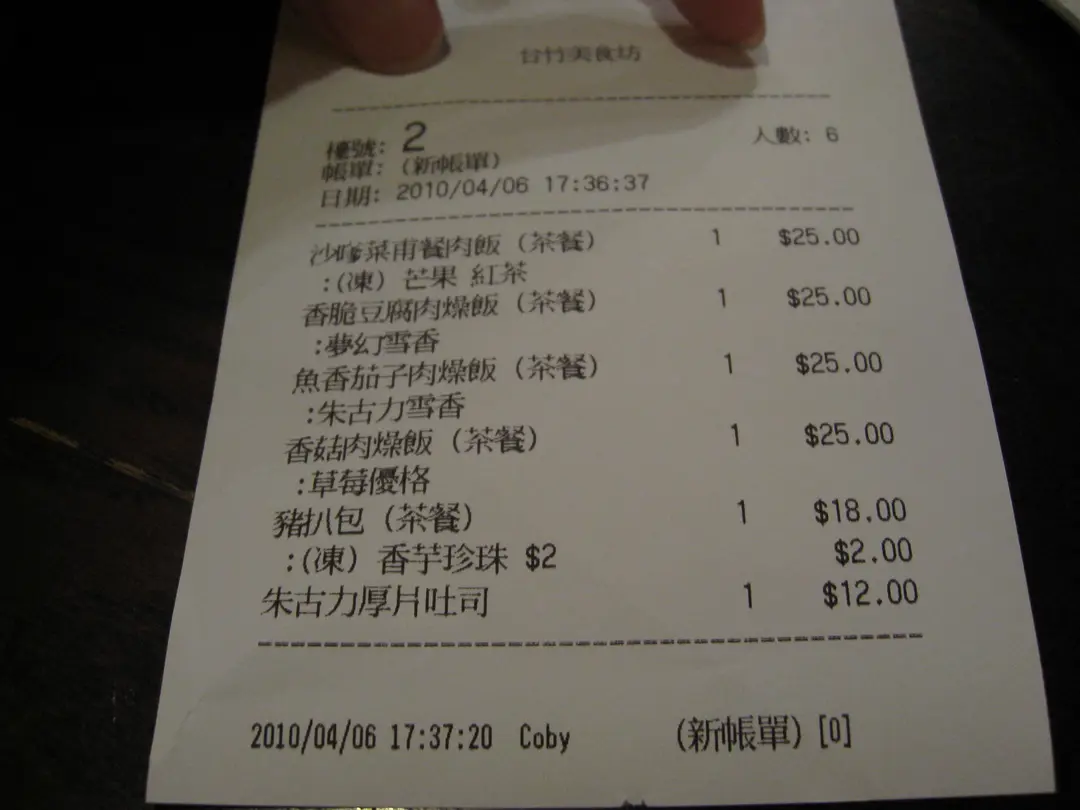 台竹美食坊
檯號: 2
人數: 6
帳單: (新帳單)
日期: 2010/04/06 17:36:37
沙嗲菜甫餐肉飯 (茶餐) 1 $25.00
:(凍) 芒果 紅茶
香脆豆腐肉燥飯 (茶餐) 1 $25.00
:夢幻雪香
魚香茄子肉燥飯 (茶餐) 1 $25.00
:朱古力雪香
香菇肉燥飯 (茶餐) 1 $25.00
:草莓優格
豬扒包 (茶餐) 1 $18.00
:(凍) 香芋珍珠 $2 $2.00
朱古力厚片吐司 1 $12.00
2010/04/06 17:37:20 Coby (新帳單) [0]